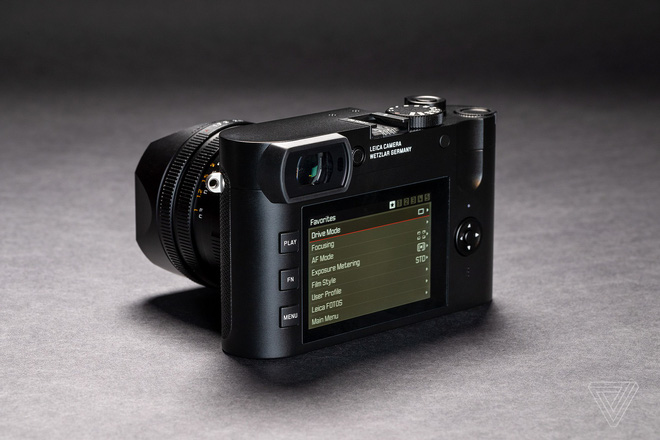 LEICA CAMERA
WETZLAR GERMANY
PLAY
FN
MENU
Favorites
Drive Mode
Focusing
AF Mode
Exposure Metering
Film Style STD
User Profile
Leica FOTOS
Main Menu